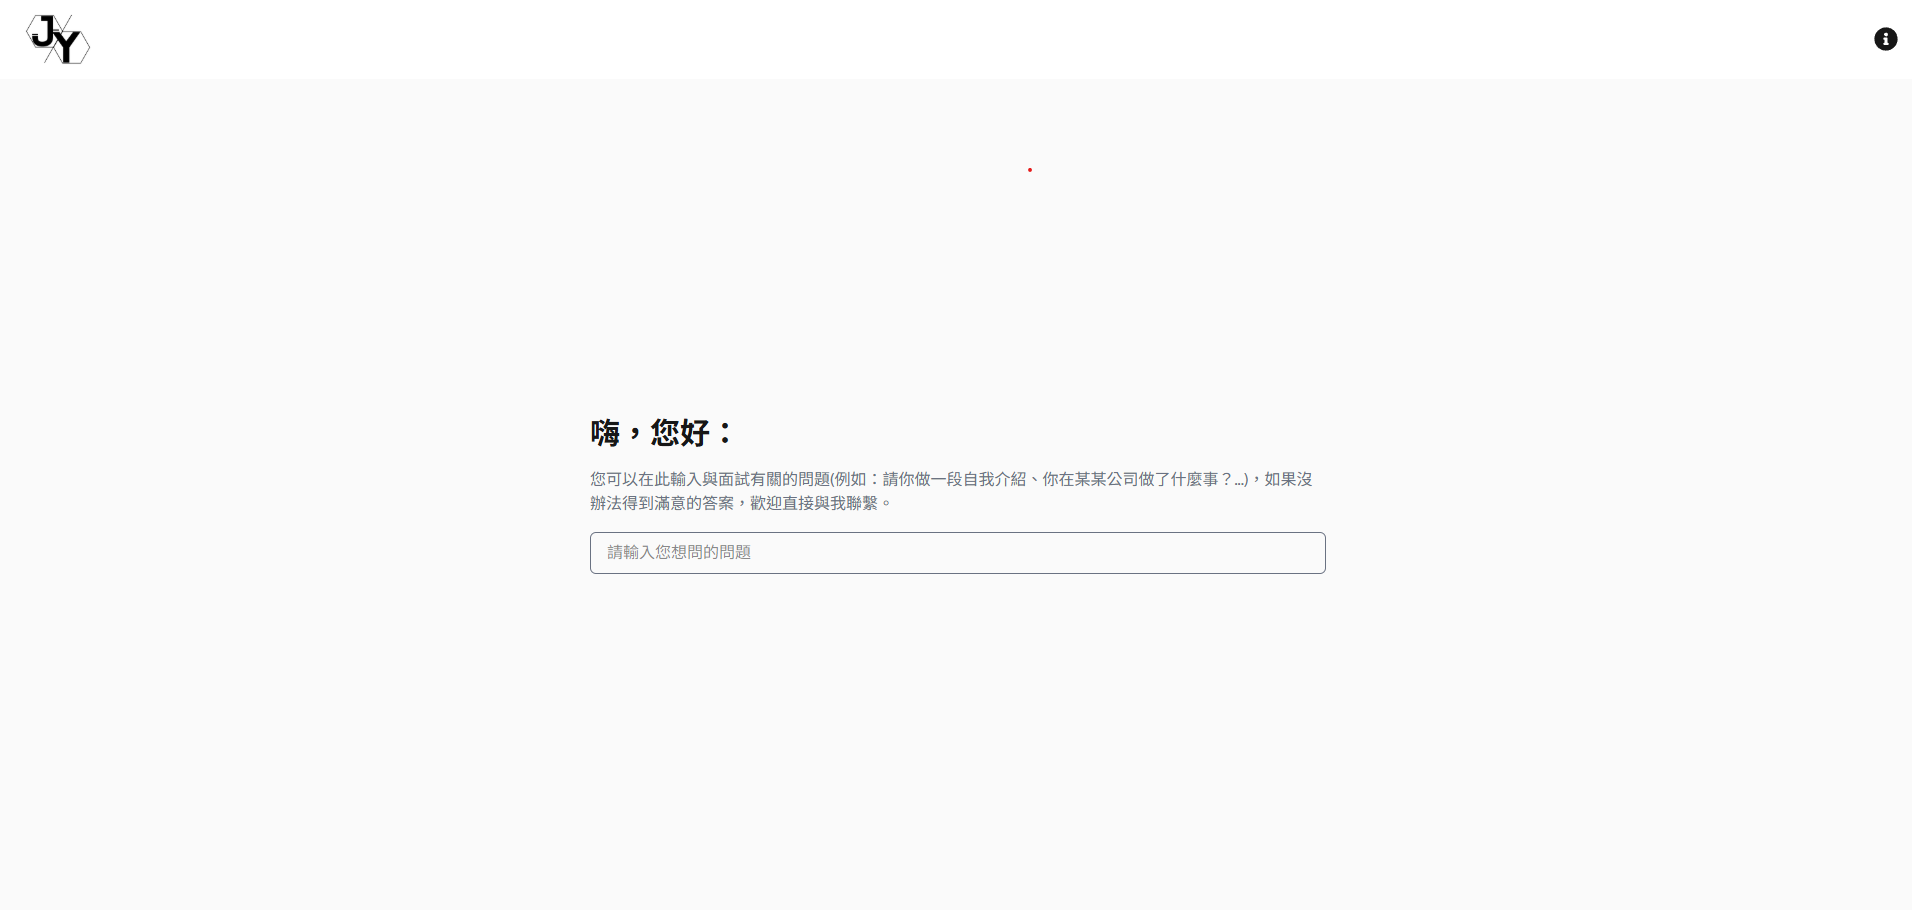 JY
嗨，您好：
您可以在此輸入與面試有關的問題(例如：請你做一段自我介紹、你在某某公司做了什麼事？...)，如果沒
辦法得到滿意的答案，歡迎直接與我聯繫。
請輸入您想問的問題